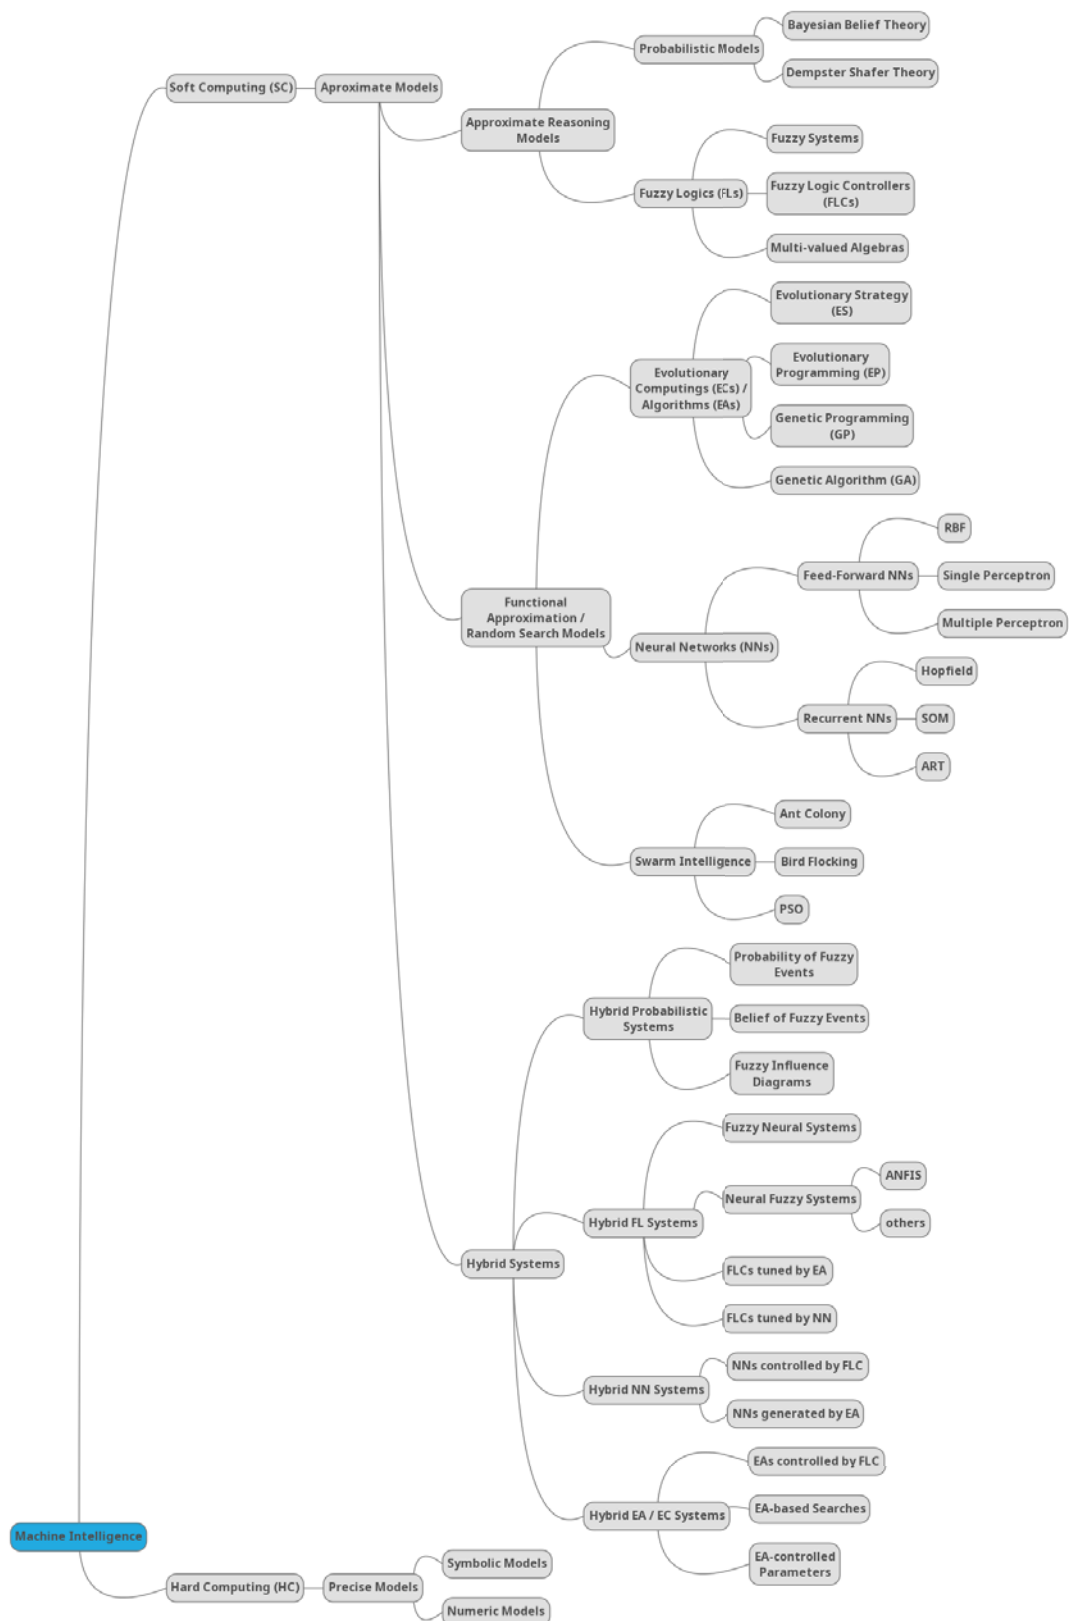 Bayesian Belief Theory
Probabilistic Models
Dempster Shafer Theory
Soft Computing (SC)
Aproximate Models
Approximate Reasoning
Models
Fuzzy Systems
Fuzzy Logics (FLs)
Fuzzy Logic Controllers
(FLCs)
Multi-valued Algebras
Evolutionary Strategy
(ES)
Evolutionary
Programming (EP)
Evolutionary
Computings (ECs) /
Algorithms (EAs)
Genetic Programming
(GP)
Genetic Algorithm (GA)
RBF
Feed-Forward NNs
Single Perceptron
Multiple Perceptron
Functional
Approximation /
Random Search Models
Neural Networks (NNs)
Hopfield
Recurrent NNs
SOM
ART
Ant Colony
Swarm Intelligence
Bird Flocking
PSO
Probability of Fuzzy
Events
Hybrid Probabilistic
Systems
Belief of Fuzzy Events
Fuzzy Influence
Diagrams
Fuzzy Neural Systems
ANFIS
Neural Fuzzy Systems
others
Hybrid FL Systems
Hybrid Systems
FLCs tuned by EA
FLCs tuned by NN
NNs controlled by FLC
Hybrid NN Systems
NNs generated by EA
EAs controlled by FLC
Hybrid EA / EC Systems
EA-based Searches
EA-controlled
Parameters
Machine Intelligence
Symbolic Models
Hard Computing (HC)
Precise Models
Numeric Models